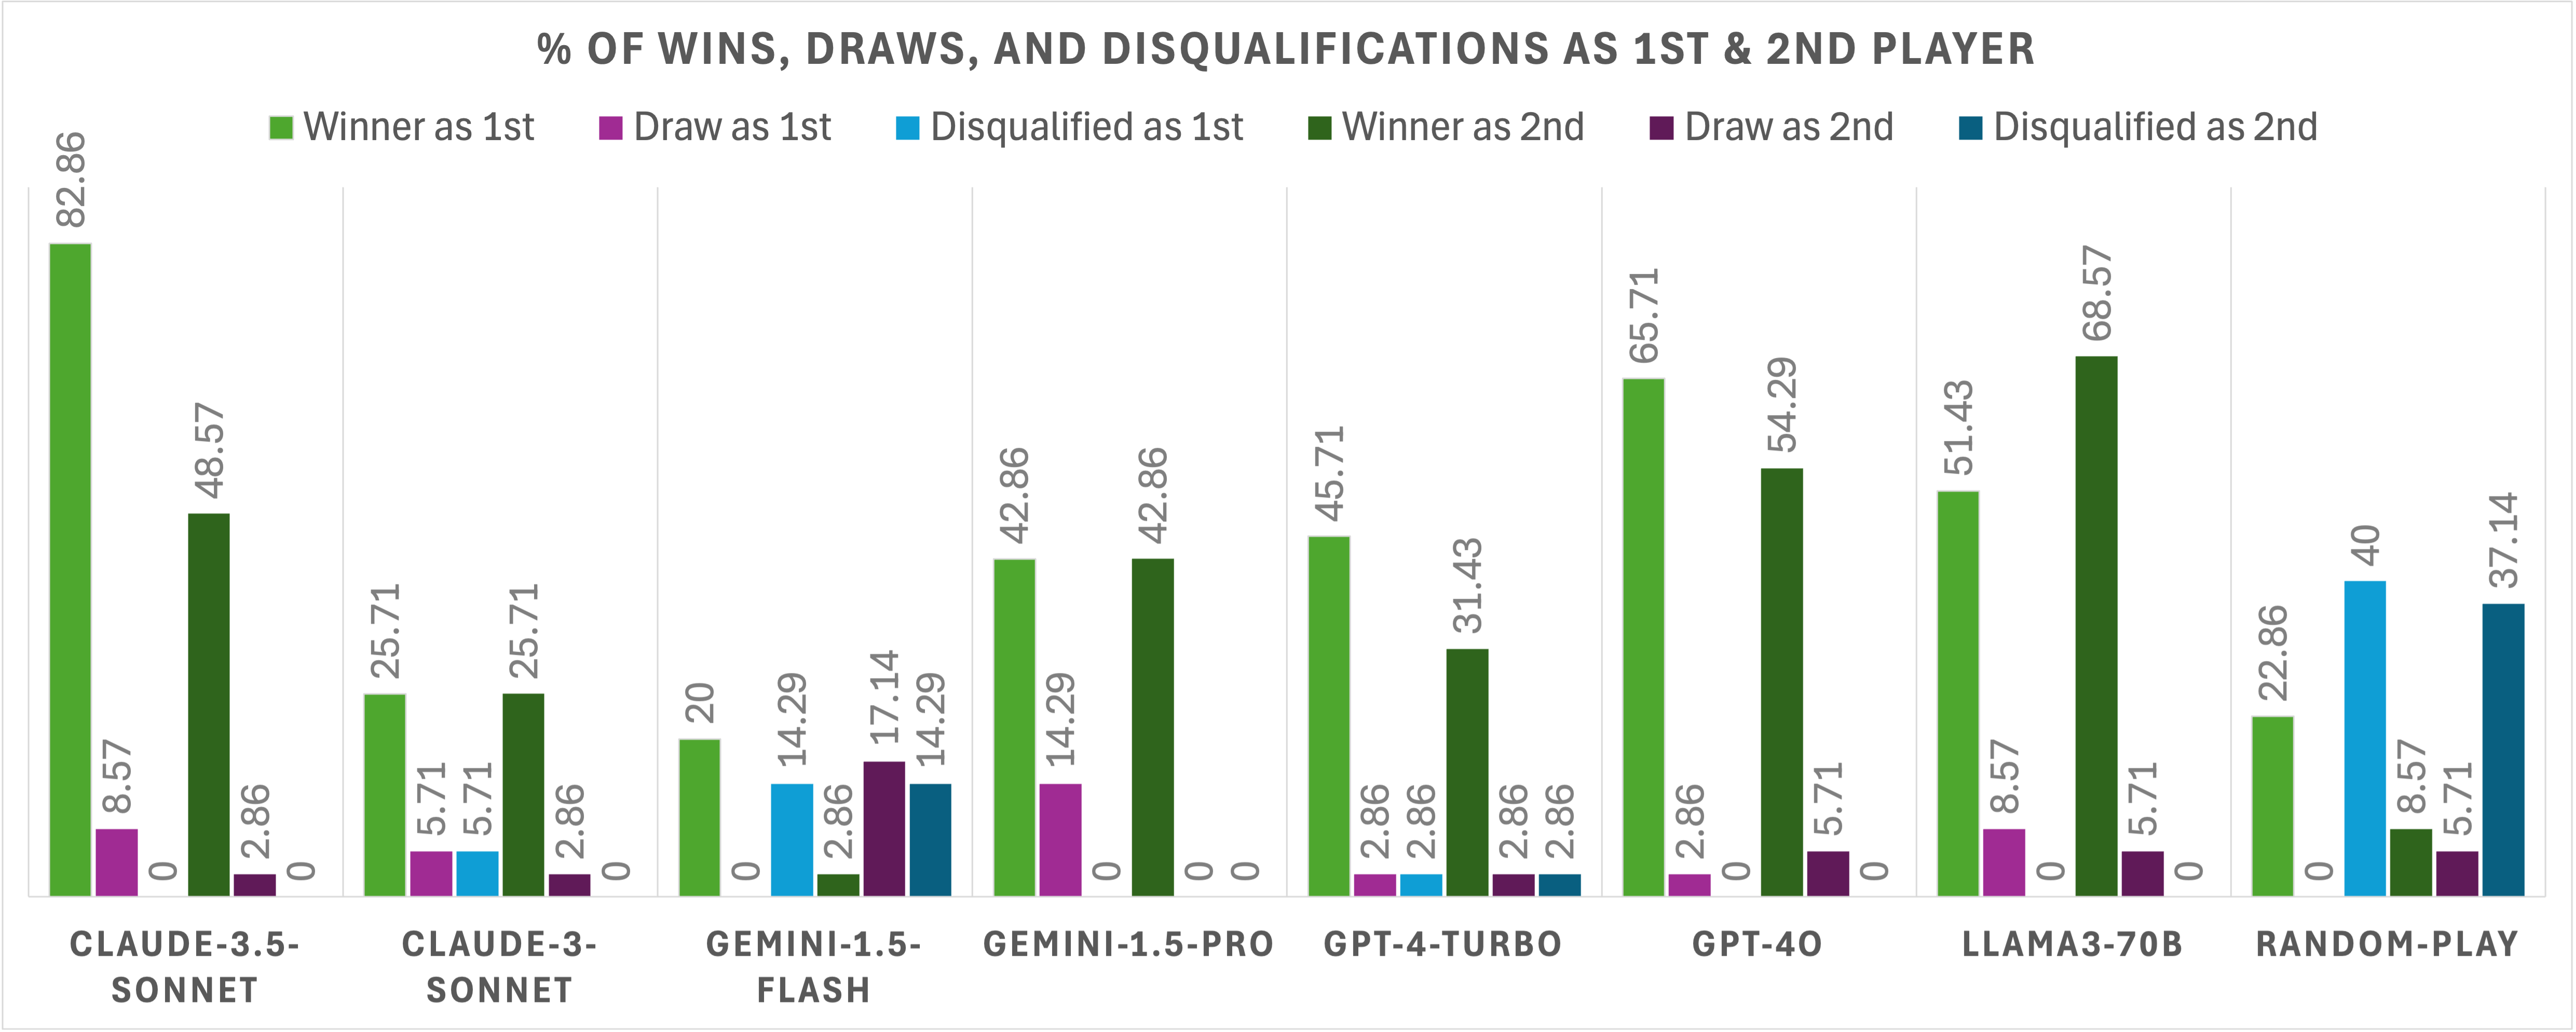 % OF WINS, DRAWS, AND DISQUALIFICATIONS AS 1ST & 2ND PLAYER
Winner as 1st Draw as 1st Disqualified as 1st Winner as 2nd Draw as 2nd Disqualified as 2nd
82.86 8.57 0 48.57 2.86 0
25.71 5.71 5.71 25.71 2.86 0
20 0 14.29 2.86 17.14 14.29
42.86 14.29 0 42.86 0 0
45.71 2.86 2.86 31.43 2.86 2.86
65.71 2.86 0 54.29 5.71 0
51.43 8.57 0 68.57 5.71 0
22.86 0 40 8.57 5.71 37.14
CLAUDE-3.5-
SONNET
CLAUDE-3-
SONNET
GEMINI-1.5-
FLASH
GEMINI-1.5-PRO
GPT-4-TURBO
GPT-4O
LLAMA3-70B
RANDOM-PLAY